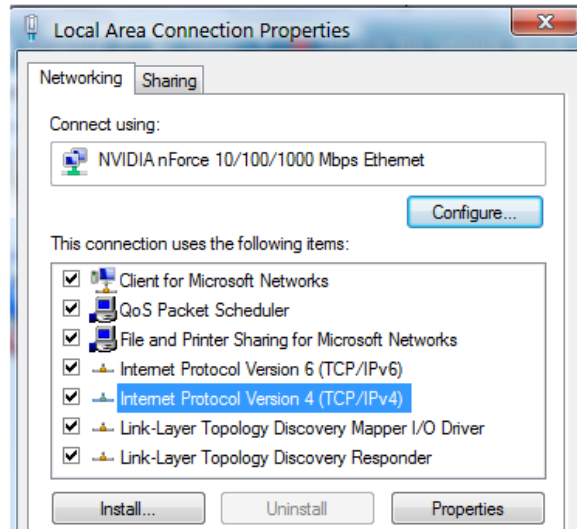 Local Area Connection Properties
Networking
Sharing
Connect using:
NVIDIA nForce 10/100/1000 Mbps Ethernet
Configure...
This connection uses the following items:
Client for Microsoft Networks
QoS Packet Scheduler
File and Printer Sharing for Microsoft Networks
Internet Protocol Version 6 (TCP/IPv6)
Internet Protocol Version 4 (TCP/IPv4)
Link-Layer Topology Discovery Mapper I/O Driver
Link-Layer Topology Discovery Responder
Install...
Uninstall
Properties